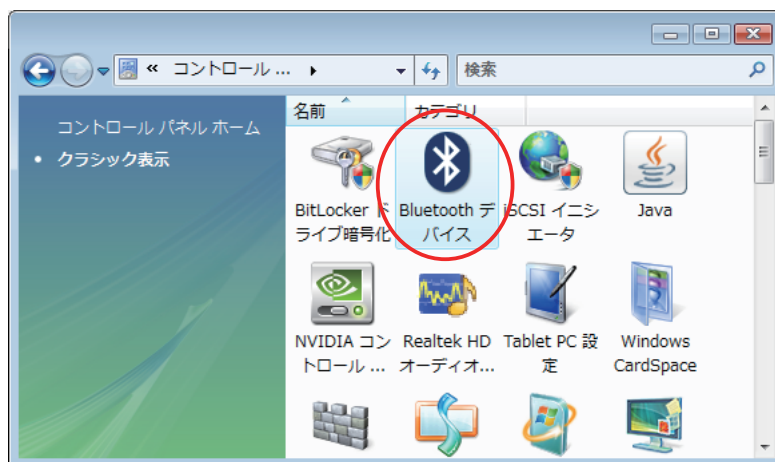 « コントロール ...
検索
コントロール パネル ホーム
• クラシック表示
名前
カテゴリ
BitLocker ド
ライブ暗号化
Bluetooth デ
バイス
iSCSI イニシ
エータ
Java
NVIDIA コン
トロール ...
Realtek HD
オーディオ...
Tablet PC 設
定
Windows
CardSpace